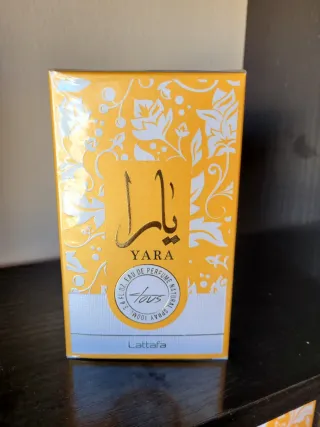 يارا
YARA
EAU DE PERFUME NATURAL SPRAY 100ML 3.4 FL.OZ.
Tous
Lattafa